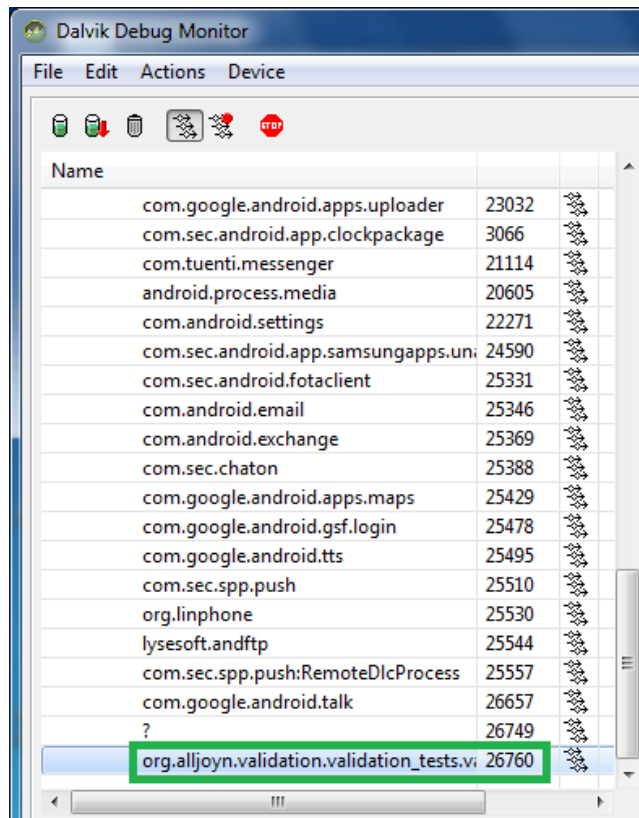 Dalvik Debug Monitor
File Edit Actions Device
STOP
Name
com.google.android.apps.uploader 23032
com.sec.android.app.clockpackage 3066
com.tuenti.messenger 21114
android.process.media 20605
com.android.settings 22271
com.sec.android.app.samsungapps.una 24590
com.sec.android.fotaclient 25331
com.android.email 25346
com.android.exchange 25369
com.sec.chaton 25388
com.google.android.apps.maps 25429
com.google.android.gsf.login 25478
com.google.android.tts 25495
com.sec.spp.push 25510
org.linphone 25530
lysesoft.andftp 25544
com.sec.spp.push:RemoteDlcProcess 25557
com.google.android.talk 26657
? 26749
org.alljoyn.validation.validation_tests.va 26760